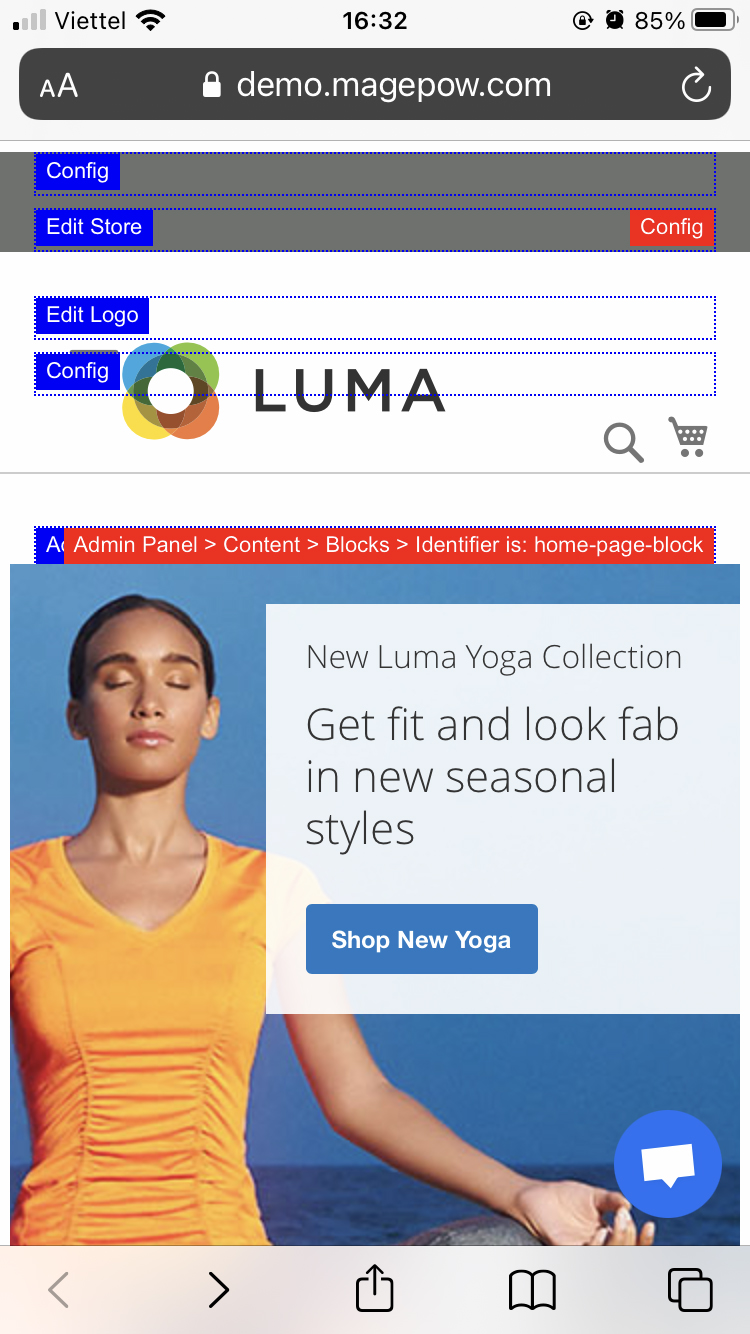 Viettel 16:32 85%
AA demo.magepow.com
Config
Edit Store Config
Edit Logo
Config
LUMA
Admin Panel > Content > Blocks > Identifier is: home-page-block
New Luma Yoga Collection
Get fit and look fab
in new seasonal
styles
Shop New Yoga